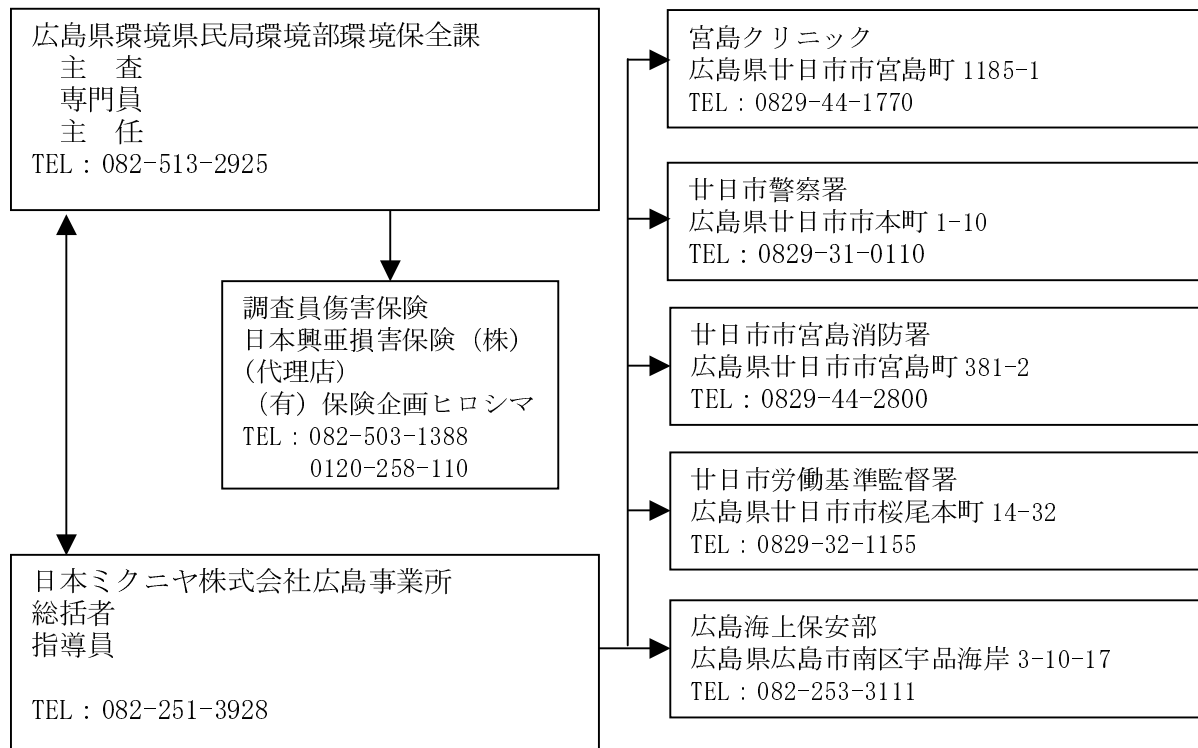 広島県環境県民局環境部環境保全課
主　査
専門員
主　任
TEL：082-513-2925
調査員傷害保険
日本興亜損害保険（株）
(代理店)
（有）保険企画ヒロシマ
TEL：082-503-1388
0120-258-110
日本ミクニヤ株式会社広島事業所
総括者
指導員
TEL：082-251-3928
宮島クリニック
広島県廿日市市宮島町 1185-1
TEL：0829-44-1770
廿日市警察署
広島県廿日市市本町 1-10
TEL：0829-31-0110
廿日市市宮島消防署
広島県廿日市市宮島町 381-2
TEL：0829-44-2800
廿日市労働基準監督署
広島県廿日市市桜尾本町 14-32
TEL：0829-32-1155
広島海上保安部
広島県広島市南区宇品海岸 3-10-17
TEL：082-253-3111